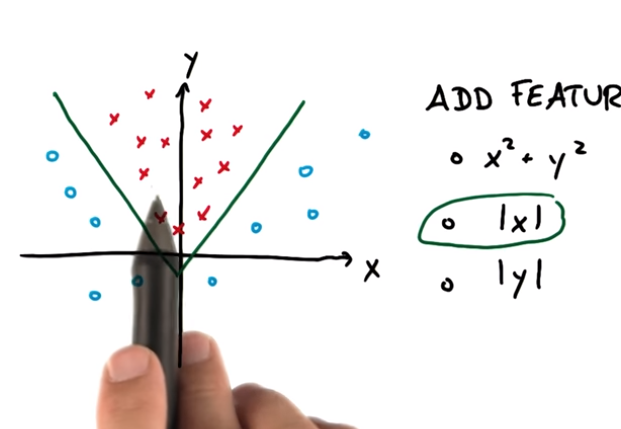 Y
ADD FEATUR
x² + y²
|x|
X
|y|